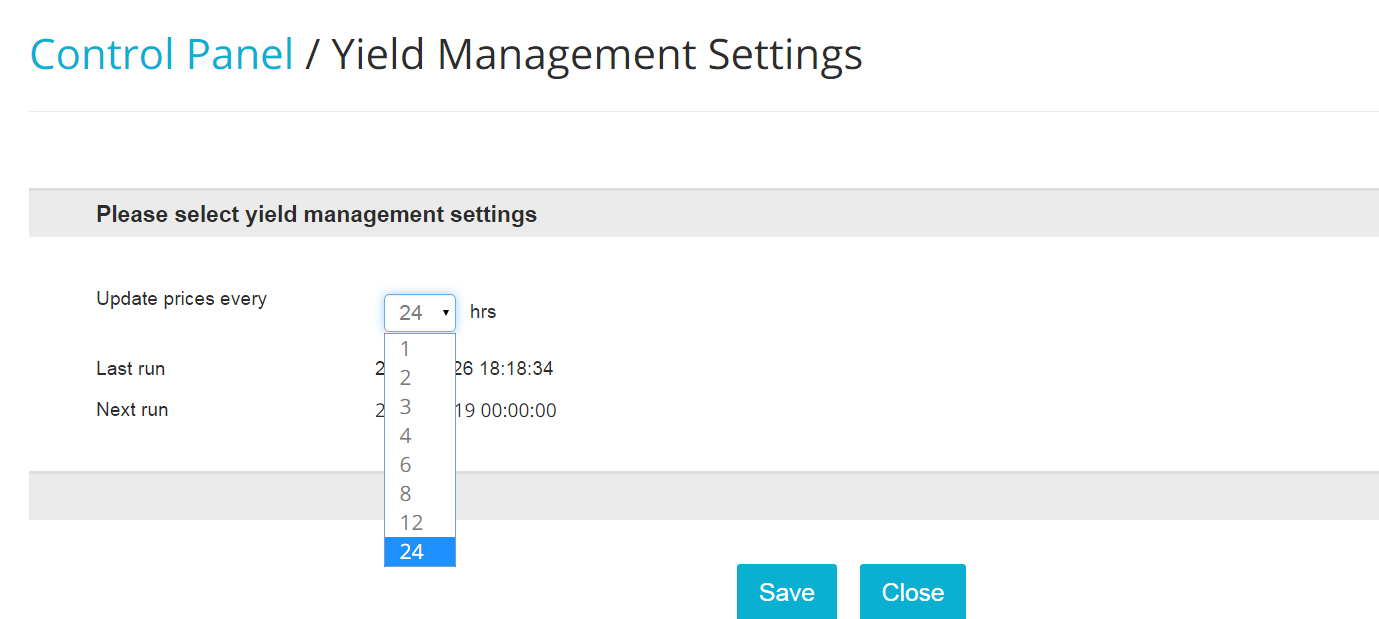 Control Panel / Yield Management Settings
Please select yield management settings
Update prices every
24 hrs
1
2
3
4
6
8
12
24
Last run 2 26 18:18:34
Next run 2 19 00:00:00
Save Close